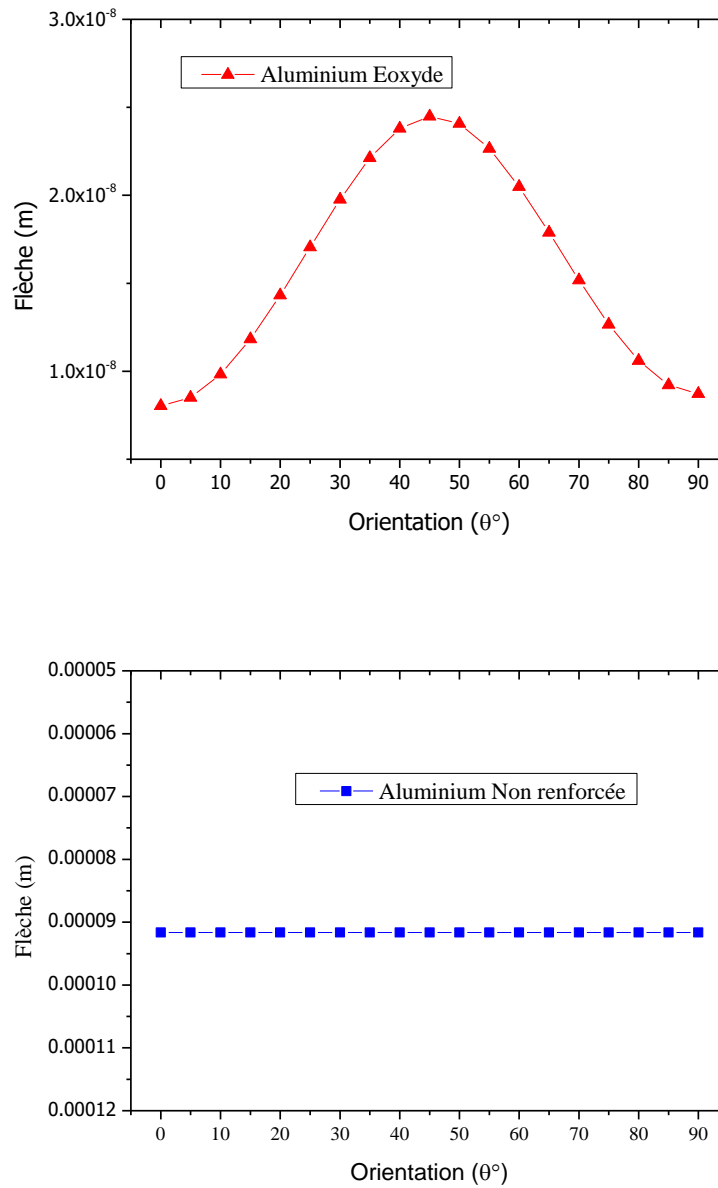 3.0x10⁻⁸
Aluminium Eoxyde
2.0x10⁻⁸
1.0x10⁻⁸
Flèche (m)
0 10 20 30 40 50 60 70 80 90
Orientation (θ°)
0.00005
0.00006
0.00007
Aluminium Non renforcée
0.00008
0.00009
0.00010
0.00011
0.00012
Flèche (m)
0 10 20 30 40 50 60 70 80 90
Orientation (θ°)